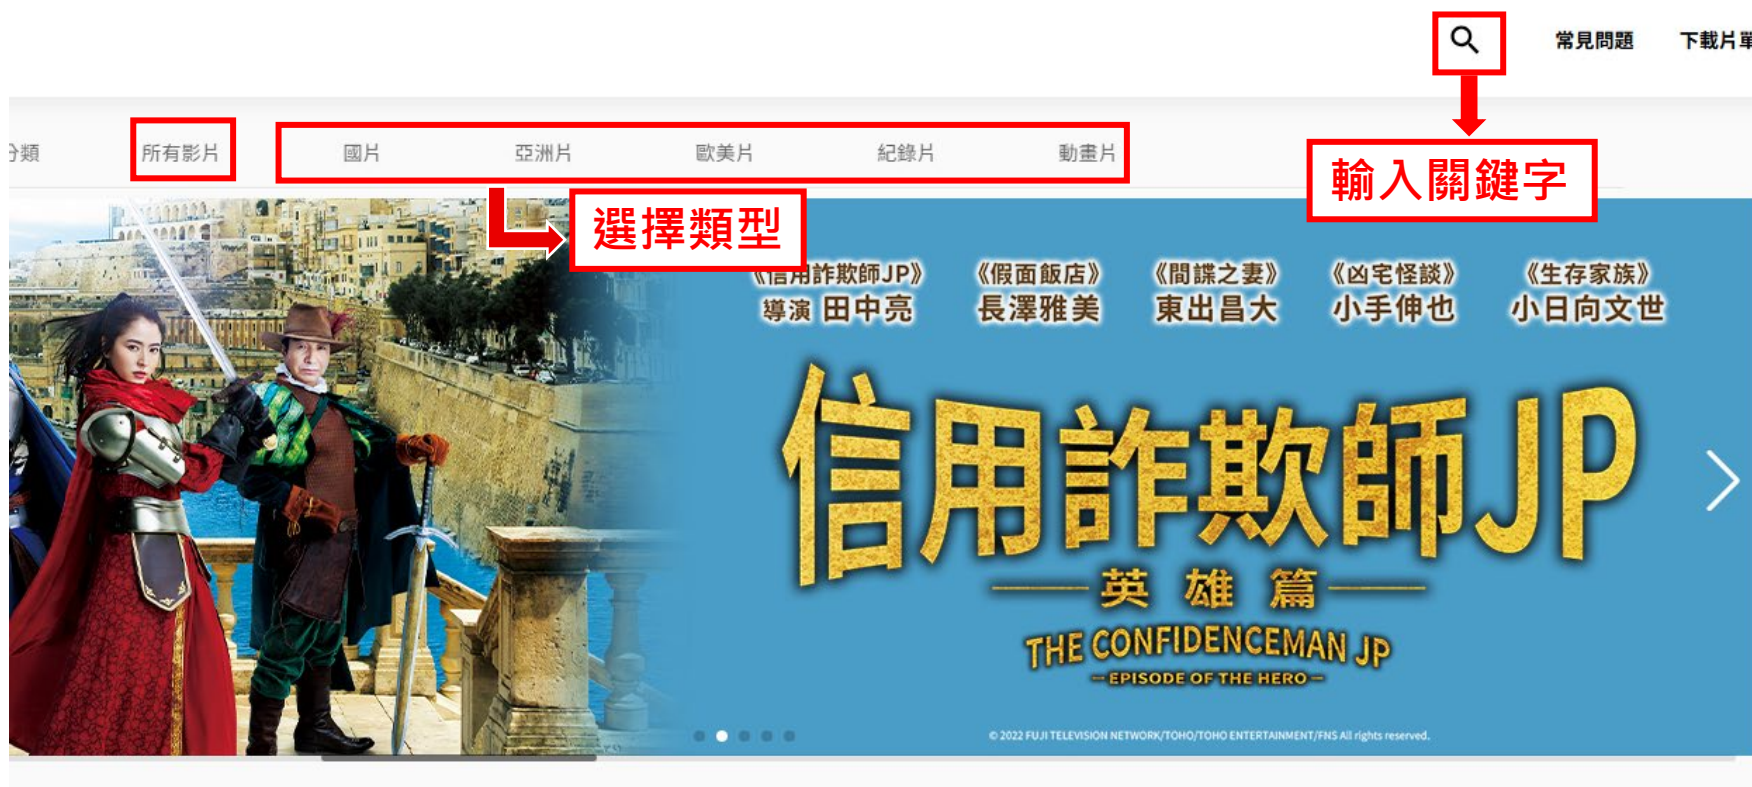 常見問題
下載片單
分類
所有影片
國片
亞洲片
歐美片
紀錄片
動畫片
輸入關鍵字
選擇類型
《信用詐欺師JP》
導演 田中亮
《假面飯店》
長澤雅美
《間諜之妻》
東出昌大
《凶宅怪談》
小手伸也
《生存家族》
小日向文世
信用詐欺師JP
英雄篇
THE CONFIDENCEMAN JP
EPISODE OF THE HERO
© 2022 FUJI TELEVISION NETWORK/TOHO/TOHO ENTERTAINMENT/FNS All rights reserved.